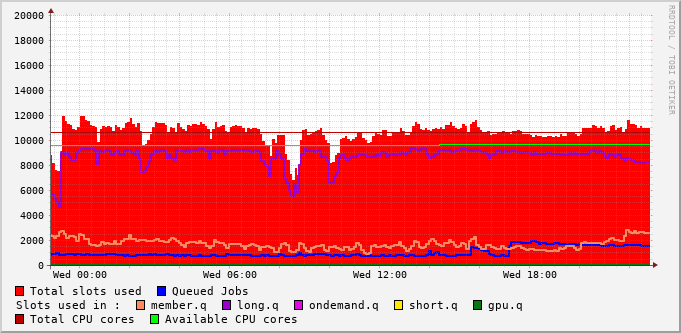 20000
18000
16000
14000
12000
10000
8000
6000
4000
2000
0
Wed 00:00 Wed 06:00 Wed 12:00 Wed 18:00
RRDTOOL / TOBI OETIKER
Total slots used Queued Jobs
Slots used in : member.q long.q ondemand.q short.q gpu.q
Total CPU cores Available CPU cores